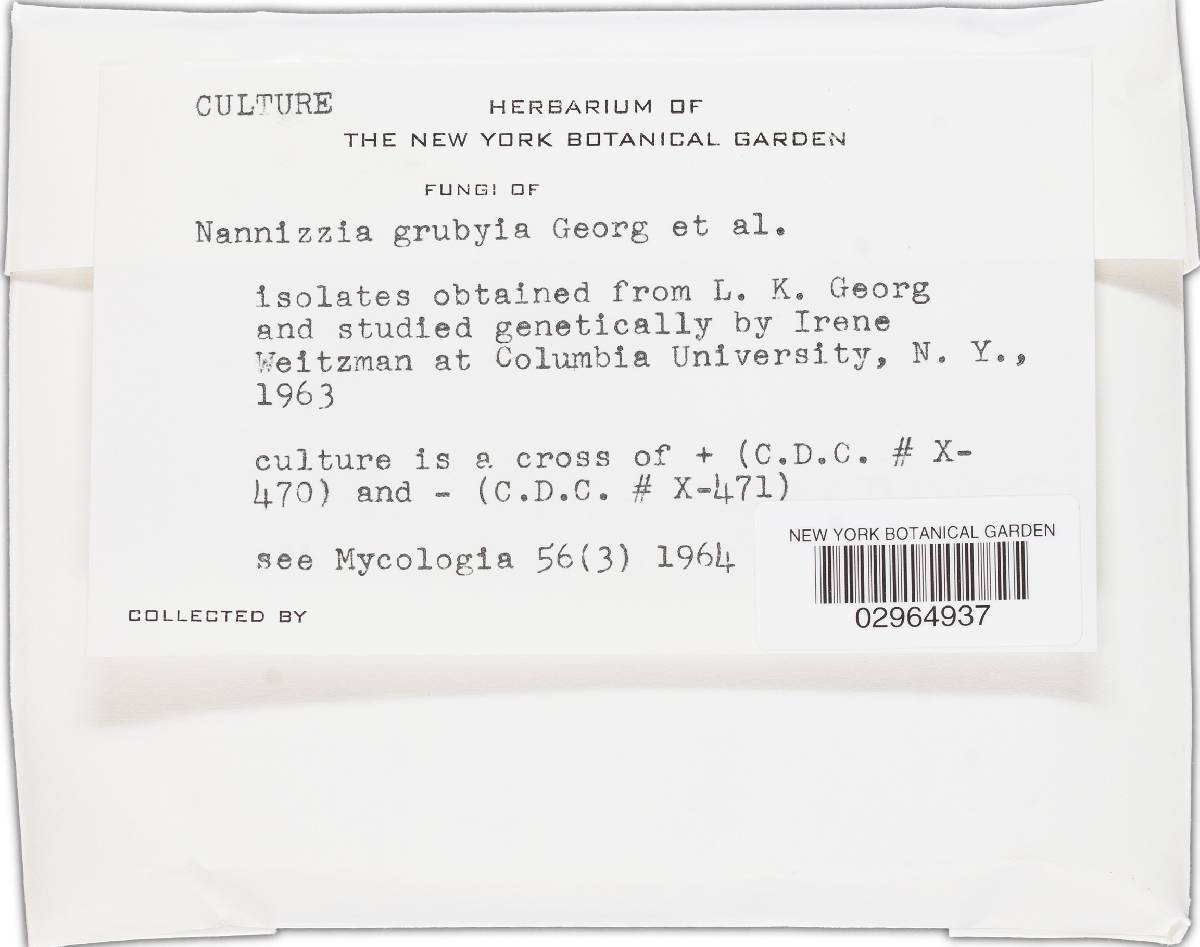 CULTURE HERBARIUM OF
THE NEW YORK BOTANICAL GARDEN
FUNGI OF
Nannizzia grubyia Georg et al.
isolates obtained from L. K. Georg
and studied genetically by Irene
Weitzman at Columbia University, N. Y.,
1963
culture is a cross of + (C.D.C. # X-
470) and - (C.D.C. # X-471)
see Mycologia 56(3) 1964
COLLECTED BY
NEW YORK BOTANICAL GARDEN
02964937